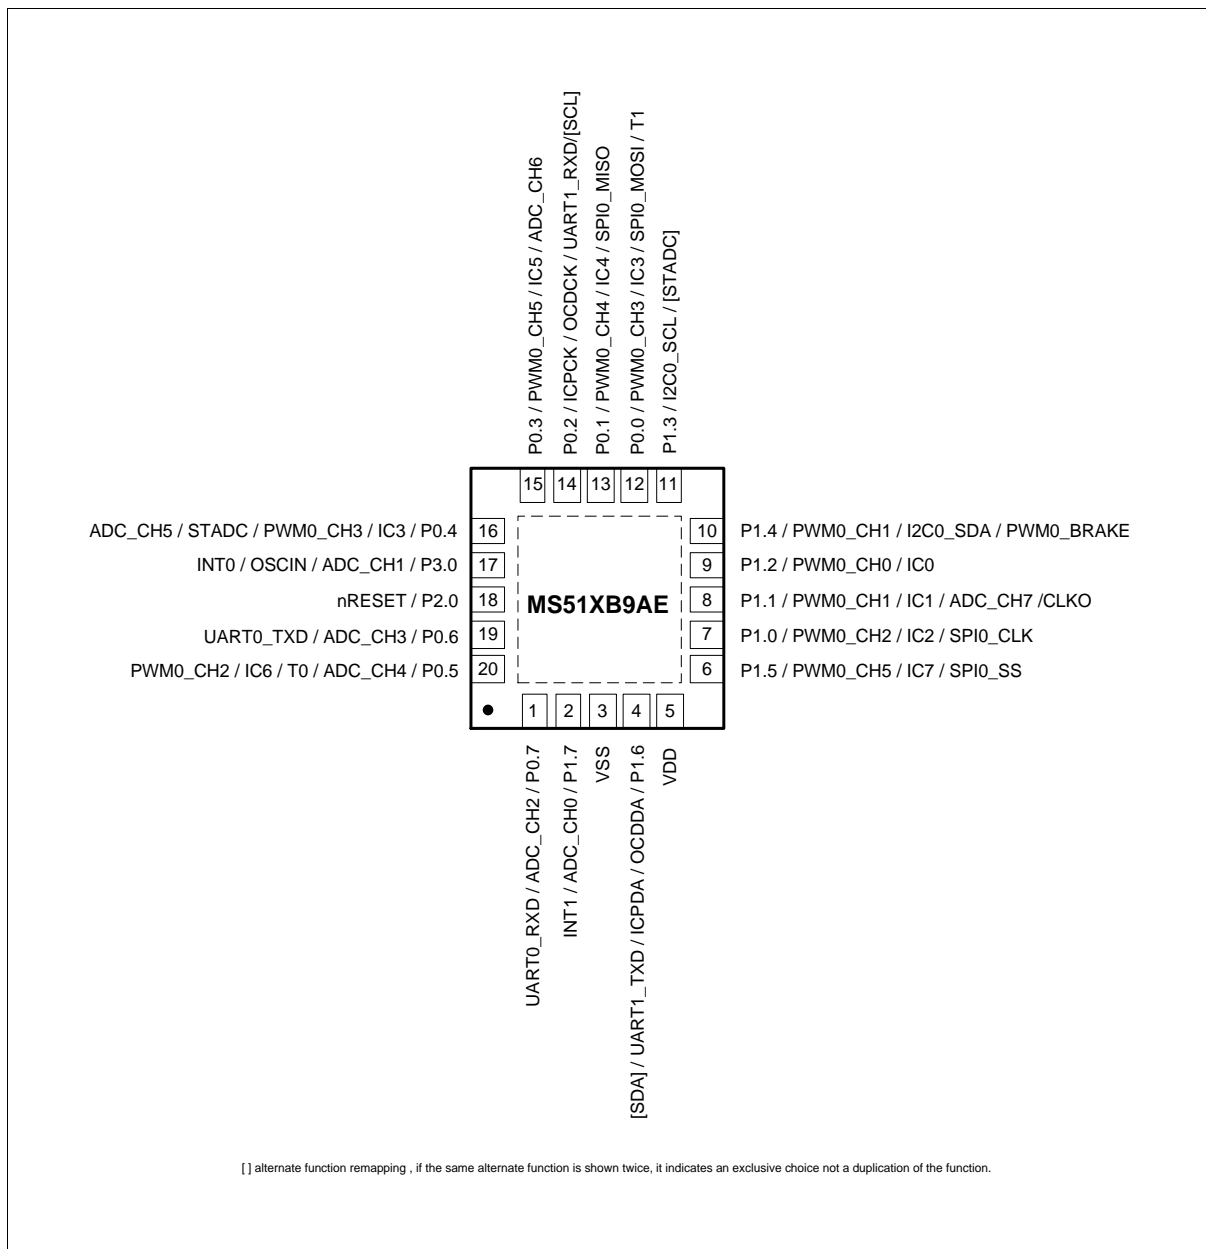 P0.3 / PWM0_CH5 / IC5 / ADC_CH6
P0.2 / ICPCK / OCDCK / UART1_RXD/[SCL]
P0.1 / PWM0_CH4 / IC4 / SPI0_MISO
P0.0 / PWM0_CH3 / IC3 / SPI0_MOSI / T1
P1.3 / I2C0_SCL / [STADC]
15
14
13
12
11
ADC_CH5 / STADC / PWM0_CH3 / IC3 / P0.4
16
INT0 / OSCIN / ADC_CH1 / P3.0
17
nRESET / P2.0
18
UART0_TXD / ADC_CH3 / P0.6
19
PWM0_CH2 / IC6 / T0 / ADC_CH4 / P0.5
20
MS51XB9AE
10
P1.4 / PWM0_CH1 / I2C0_SDA / PWM0_BRAKE
9
P1.2 / PWM0_CH0 / IC0
8
P1.1 / PWM0_CH1 / IC1 / ADC_CH7 /CLKO
7
P1.0 / PWM0_CH2 / IC2 / SPI0_CLK
6
P1.5 / PWM0_CH5 / IC7 / SPI0_SS
1
2
3
4
5
UART0_RXD / ADC_CH2 / P0.7
INT1 / ADC_CH0 / P1.7
VSS
[SDA] / UART1_TXD / ICPDA / OCDDA / P1.6
VDD
[ ] alternate function remapping , if the same alternate function is shown twice, it indicates an exclusive choice not a duplication of the function.